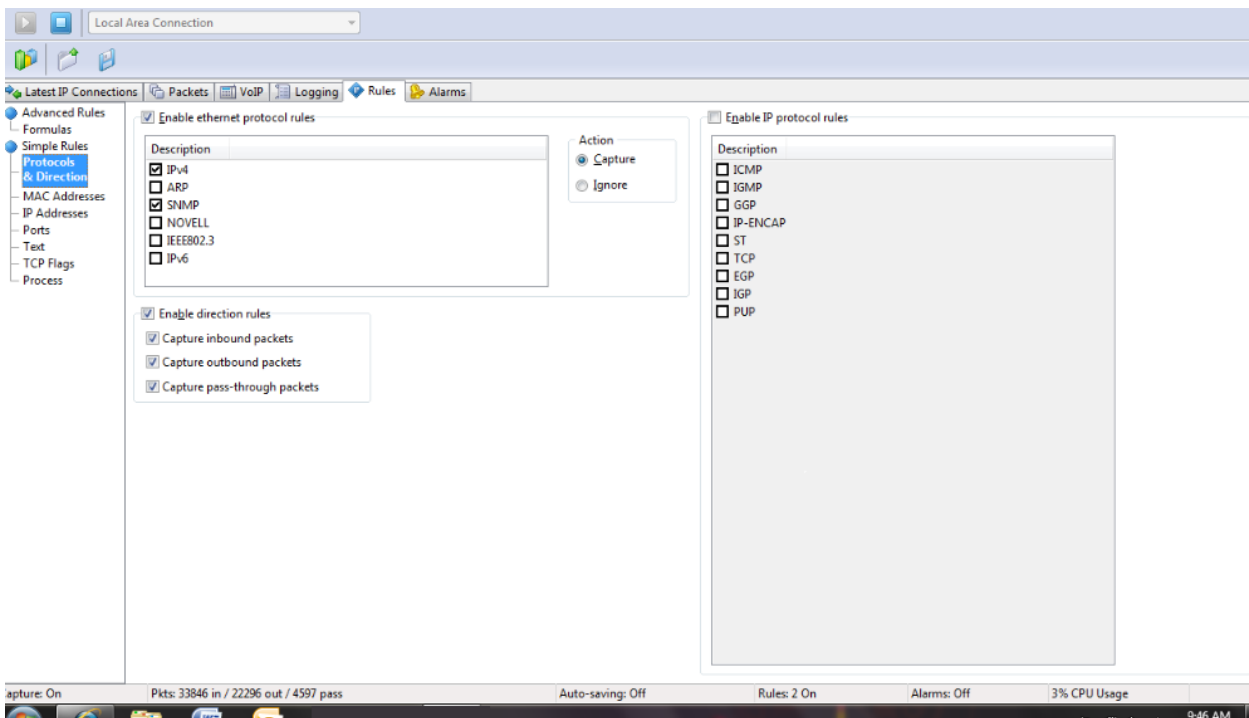 Local Area Connection
Latest IP Connections Packets VoIP Logging Rules Alarms
Advanced Rules
Formulas
Simple Rules
Protocols
& Direction
MAC Addresses
IP Addresses
Ports
Text
TCP Flags
Process
Enable ethernet protocol rules
Description
IPv4
ARP
SNMP
NOVELL
IEEE802.3
IPv6
Action
Capture
Ignore
Enable direction rules
Capture inbound packets
Capture outbound packets
Capture pass-through packets
Enable IP protocol rules
Description
ICMP
IGMP
GGP
IP-ENCAP
ST
TCP
EGP
IGP
PUP
apture: On Pkts: 33846 in / 22296 out / 4597 pass Auto-saving: Off Rules: 2 On Alarms: Off 3% CPU Usage
9:46 AM